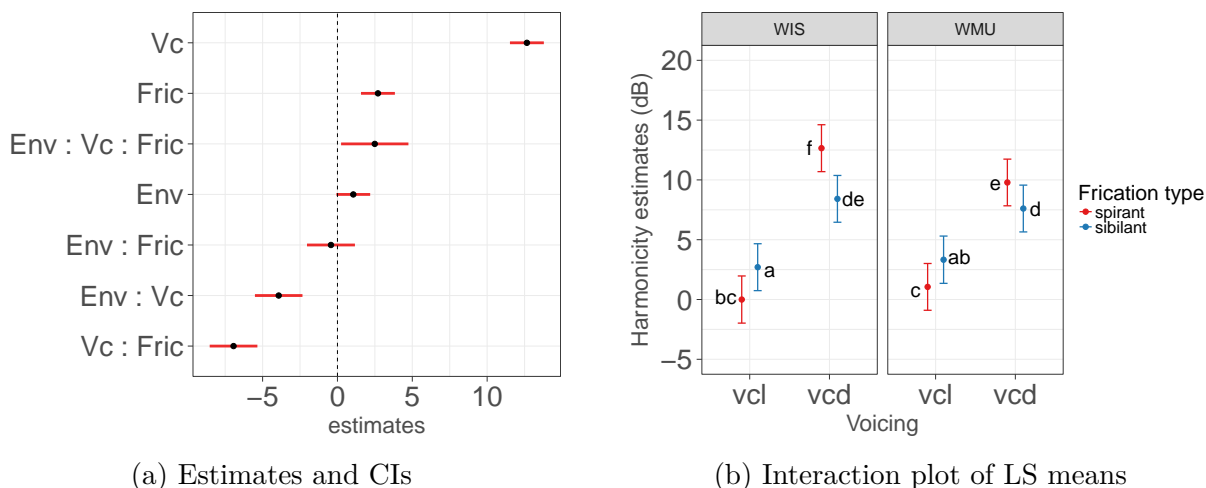 Vc
Fric
Env : Vc : Fric
Env
Env : Fric
Env : Vc
Vc : Fric
−5 0 5 10
estimates
(a) Estimates and CIs
WIS WMU
Harmonicity estimates (dB)
20
15
10
5
0
−5
f
de
a
bc
e
d
ab
c
vcl vcd vcl vcd
Voicing
Frication type
spirant
sibilant
(b) Interaction plot of LS means